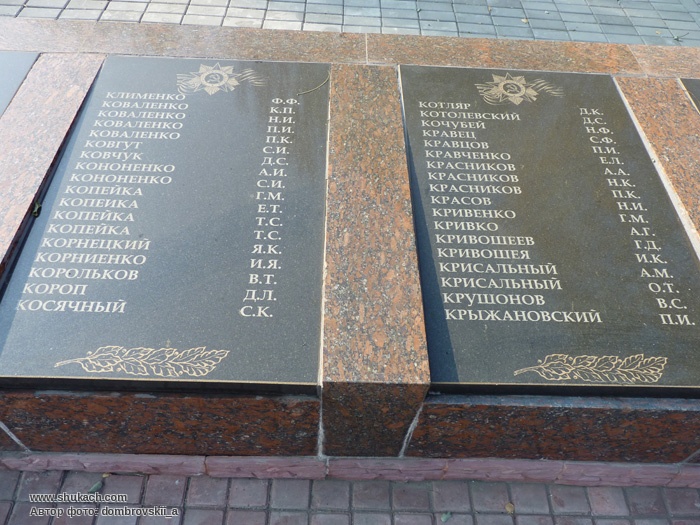 КЛИМЕНКО Ф.Ф.
КОВАЛЕНКО К.П.
КОВАЛЕНКО Н.И.
КОВАЛЕНКО П.И.
КОВАЛЕНКО П.К.
КОВГУТ С.И.
КОВЧУК Д.С.
КОНОНЕНКО А.И.
КОНОНЕНКО С.И.
КОПЕЙКА Г.М.
КОПЕЙКА Е.Т.
КОПЕЙКА Т.С.
КОПЕЙКА Т.С.
КОРНЕЦКИЙ Я.К.
КОРНИЕНКО И.Я.
КОРОЛЬКОВ В.Т.
КОРОП Д.Л.
КОСЯЧНЫЙ С.К.
КОТЛЯР Д.К.
КОТОЛЕВСКИЙ Д.С.
КОЧУБЕЙ Н.Ф.
КРАВЕЦ С.Ф.
КРАВЦОВ П.И.
КРАВЧЕНКО Е.Л.
КРАСНИКОВ А.А.
КРАСНИКОВ Н.К.
КРАСНИКОВ П.К.
КРАСОВ Н.И.
КРИВЕНКО Г.М.
КРИВКО А.Г.
КРИВОШЕЕВ Г.Д.
КРИВОШЕЯ И.К.
КРИСАЛЬНЫЙ А.М.
КРИСАЛЬНЫЙ О.Т.
КРУШОНОВ В.С.
КРЫЖАНОВСКИЙ П.И.
www.shukach.com
Автор фото: dombrovskii_a